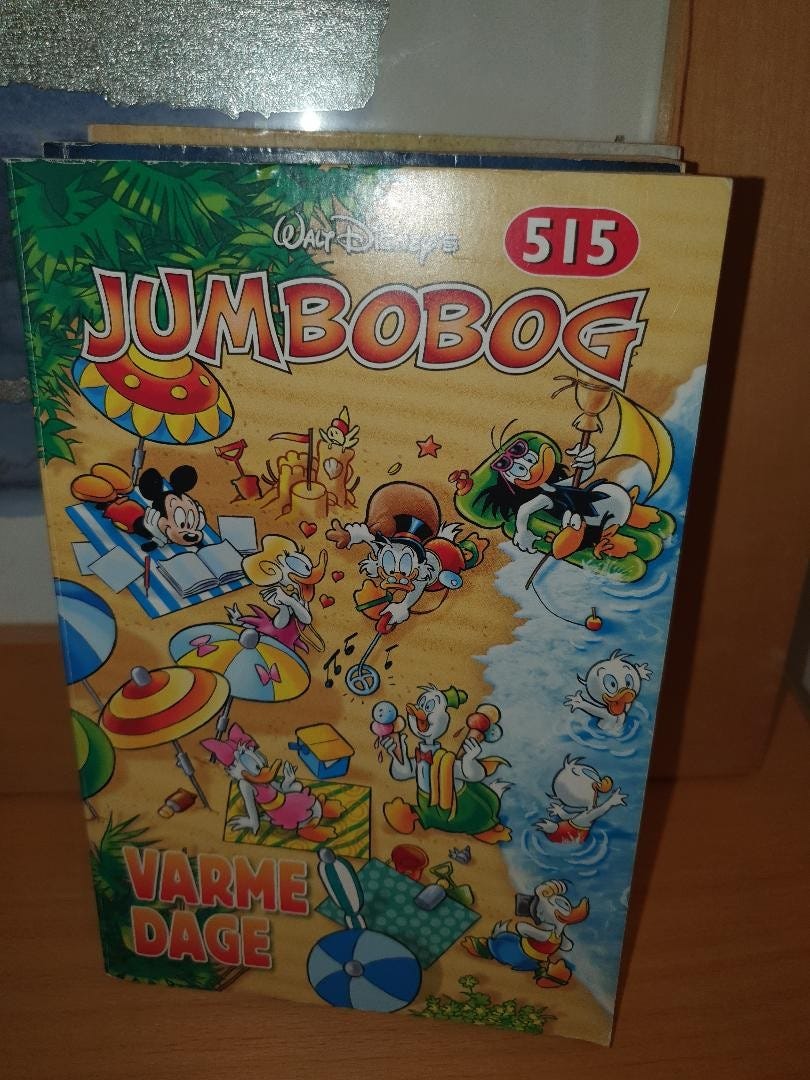 WALT DISNEY'S
515
JUMBOBOG
VARME
DAGE